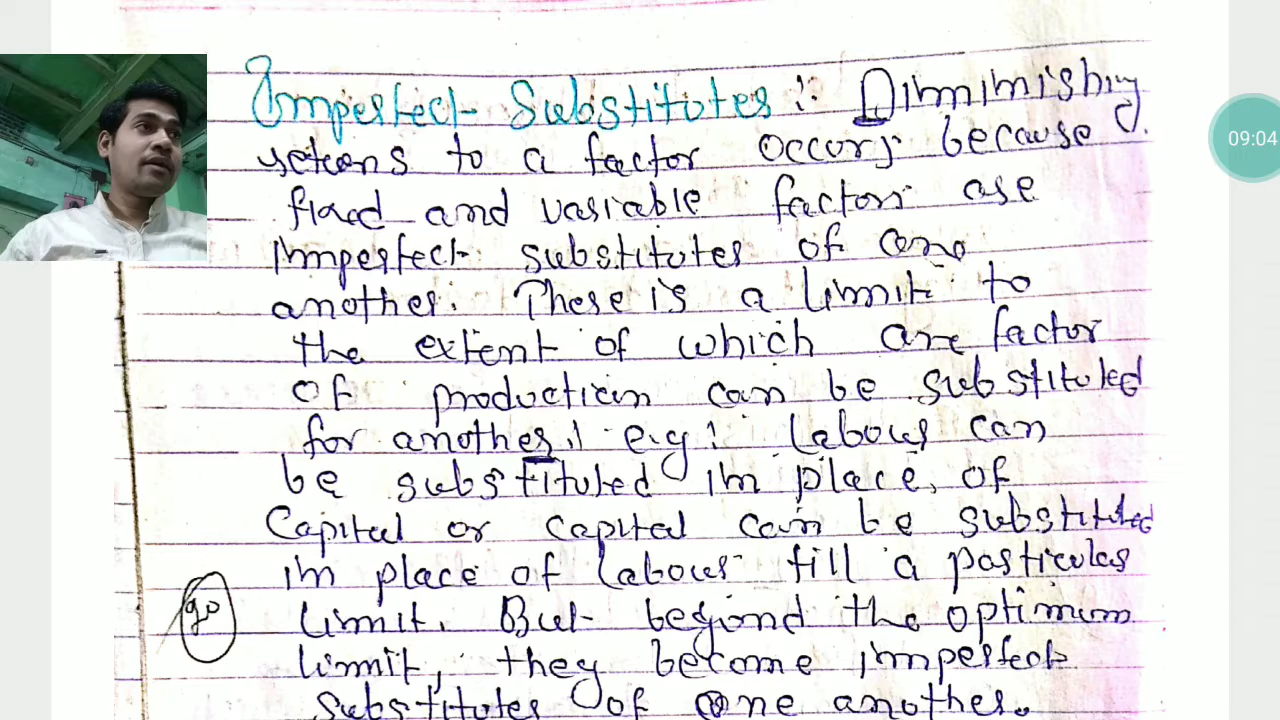 Imperfect Substitutes :- Diminishing
returns to a factor occurs because
fixed and variable factors are
imperfect substitutes of one
another. There is a limit to
the extent of which one factor
of production can be substituted
for another. e.g: Labour can
be substituted in place, of
Capital or capital can be substituted
in place of labour till a particular
limit. But beyond the optimum
limit, they become imperfect
substitutes of one another.
09:04